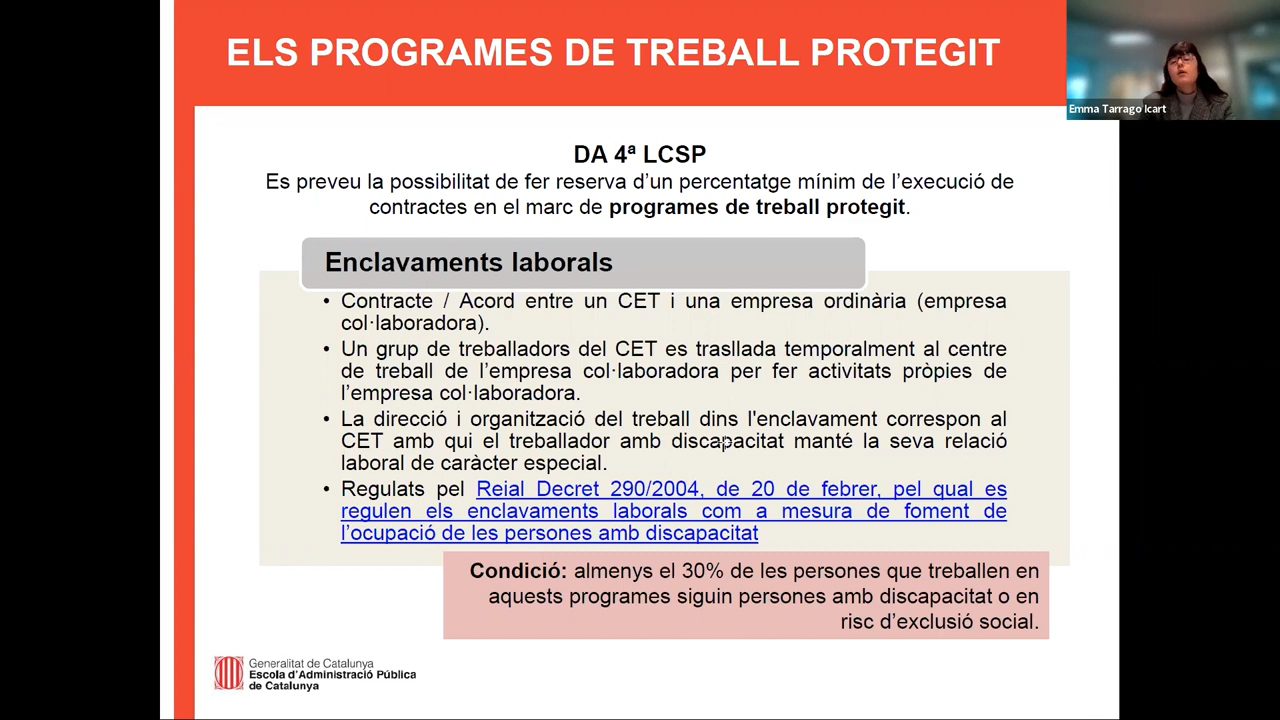 ELS PROGRAMES DE TREBALL PROTEGIT
Emma Tarrago Icart
DA 4ª LCSP
Es preveu la possibilitat de fer reserva d’un percentatge mínim de l’execució de
contractes en el marc de programes de treball protegit.
Enclavaments laborals
• Contracte / Acord entre un CET i una empresa ordinària (empresa
col·laboradora).
• Un grup de treballadors del CET es trasllada temporalment al centre
de treball de l’empresa col·laboradora per fer activitats pròpies de
l’empresa col·laboradora.
• La direcció i organització del treball dins l'enclavament correspon al
CET amb qui el treballador amb discapacitat manté la seva relació
laboral de caràcter especial.
• Regulats pel Reial Decret 290/2004, de 20 de febrer, pel qual es
regulen els enclavaments laborals com a mesura de foment de
l’ocupació de les persones amb discapacitat
Condició: almenys el 30% de les persones que treballen en
aquests programes siguin persones amb discapacitat o en
risc d’exclusió social.
Generalitat de Catalunya
Escola d’Administració Pública
de Catalunya